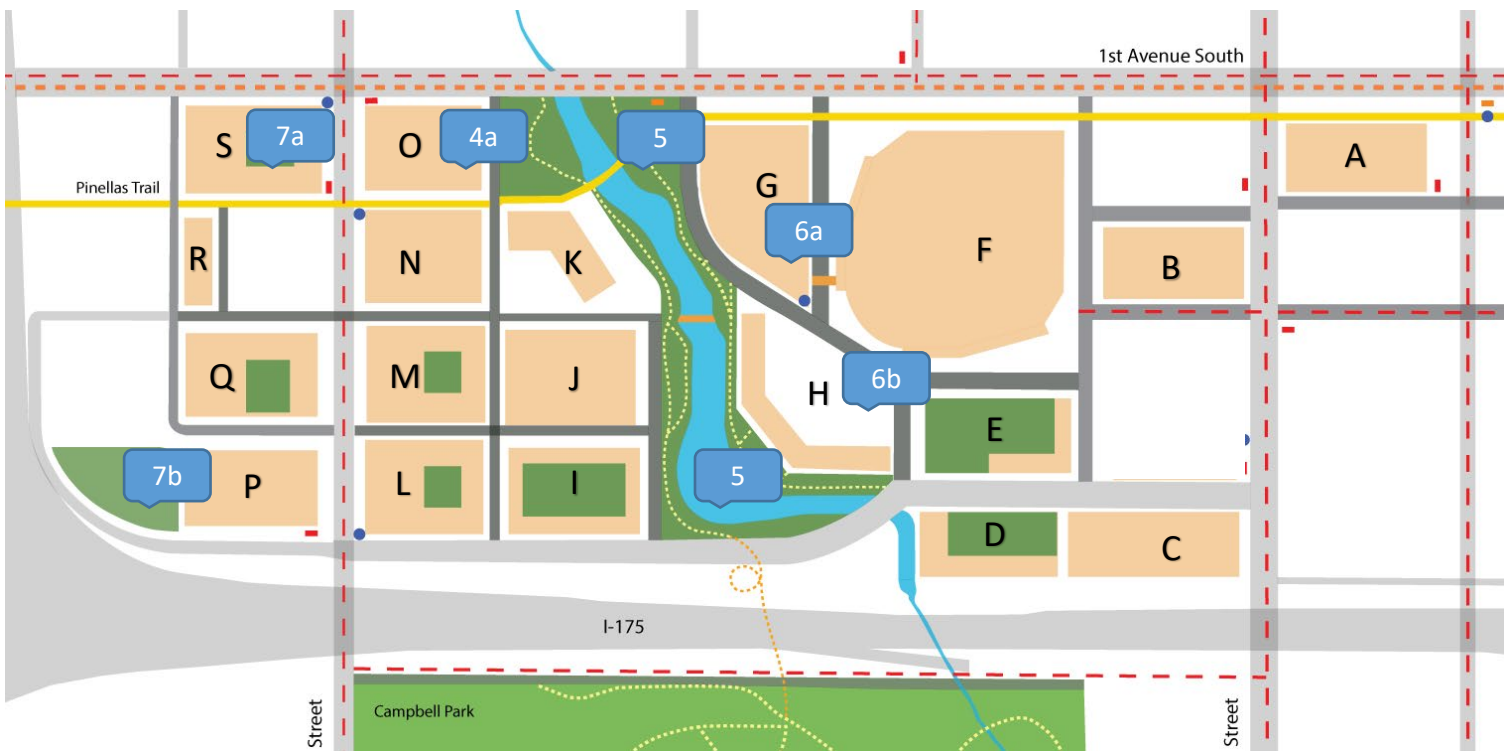 1st Avenue South
S
7a
O
4a
5
G
A
Pinellas Trail
6a
R
N
K
F
B
Q
M
J
H
6b
E
7b
P
L
I
5
D
C
I-175
Campbell Park
Street
Street